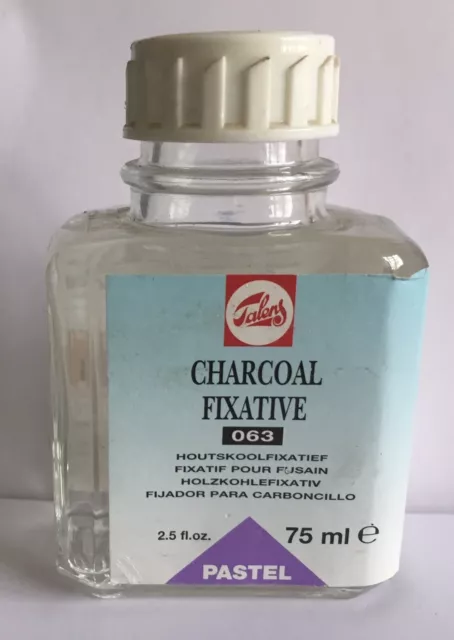 Talens
CHARCOAL
FIXATIVE
063
HOUTSKOOLFIXATIEF
FIXATIF POUR FUSAIN
HOLZKOHLEFIXATIV
FIJADOR PARA CARBONCILLO
2.5 fl.oz. 75 ml ℮
PASTEL